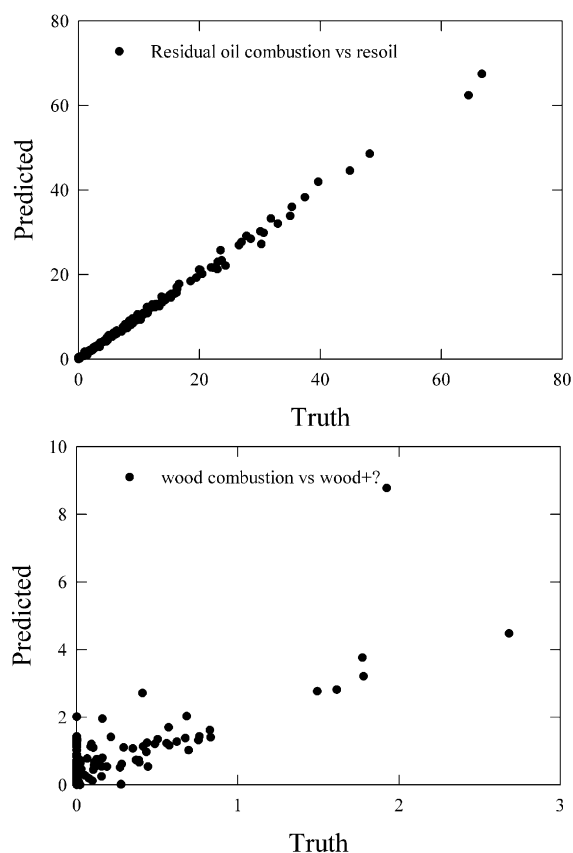 80
Residual oil combustion vs resoil
60
Predicted
40
20
0
0 20 40 60 80
Truth
10
wood combustion vs wood+?
8
6
Predicted
4
2
0
0 1 2 3
Truth